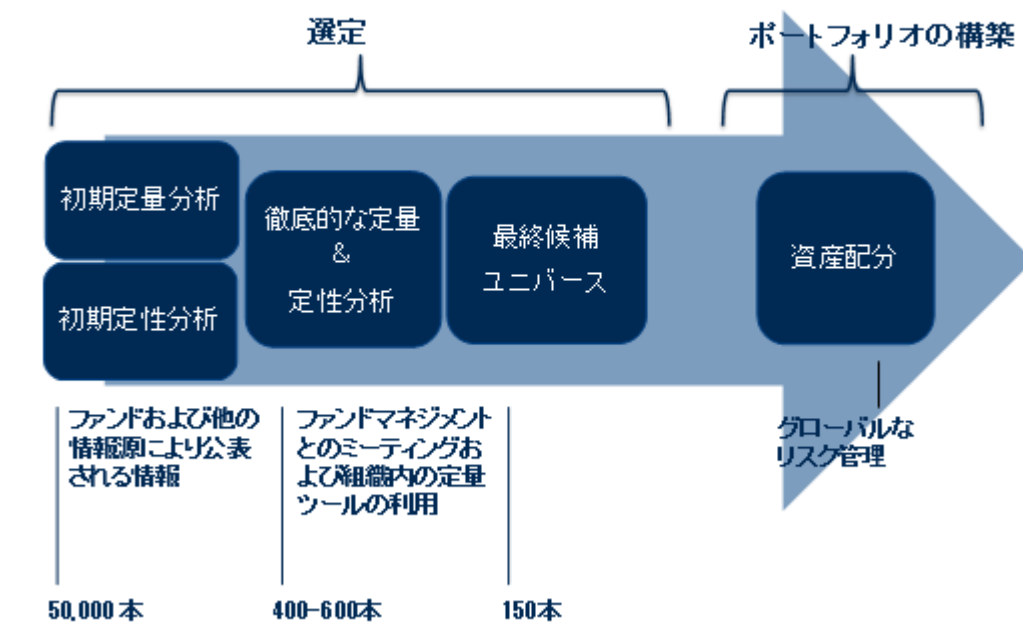 選定
ポートフォリオの構築
初期定量分析
初期定性分析
徹底的な定量
&
定性分析
最終候補
ユニバース
資産配分
ファンドおよび他の
情報源により公表
される情報
ファンドマネジメント
とのミーティングお
よび組織内の定量
ツールの利用
グローバルな
リスク管理
50,000 本
400-600本
150本